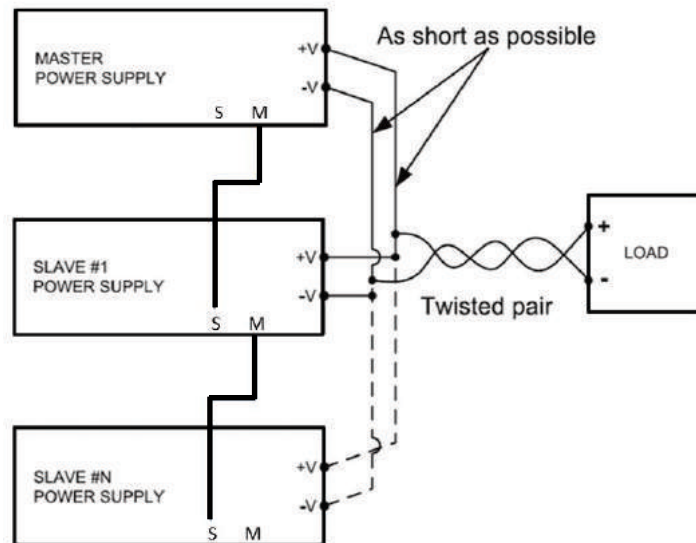 MASTER
POWER SUPPLY
+V
-V
S M
As short as possible
SLAVE #1
POWER SUPPLY
+V
-V
S M
+
-
LOAD
Twisted pair
SLAVE #N
POWER SUPPLY
+V
-V
S M